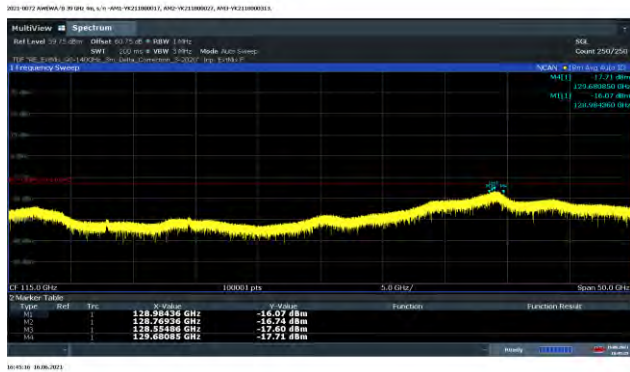 2021-0072 AWEWA/B 39 GHz 4m, s/n -AM1-YK211800017, AM2-YK211800022, AM3-YK211800013,
MultiView Spectrum
Ref Level 59.75 dBm Offset 60.75 dB RBW 1 MHz SGL
SWT 200 ms VBW 3 MHz Mode Auto Sweep Count 250/250
1 Frequency Sweep
M4[1] -17.71 dBm
129.680850 GHz
M1[1] -16.07 dBm
128.984360 GHz
CF 115.0 GHz 100001 pts 5.0 GHz/ Span 50.0 GHz
2 Marker Table
Type Ref Trc X-Value Y-Value Function Function Result
M1 1 128.98436 GHz -16.07 dBm
M2 1 128.76936 GHz -16.74 dBm
M3 1 128.55486 GHz -17.60 dBm
M4 1 129.68085 GHz -17.71 dBm
Ready
16:45:16 16.06.2021